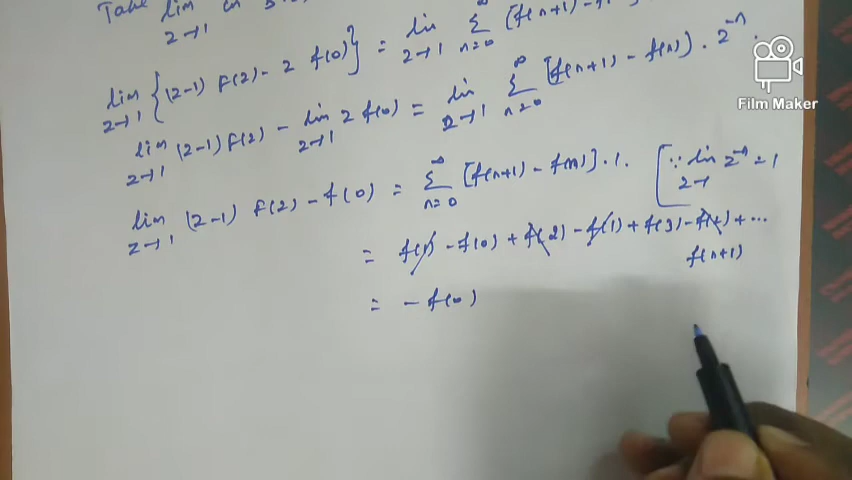 Take lim in
z→1
lim {(z-1) F(z) - z f(0)} = lim ∑ [f(n+1) -
z→1 z→1 n=0
lim (z-1) F(z) - lim z f(0) = lim ∑ [f(n+1) - f(n)] . z^-n .
z→1 z→1 z→1 n=0
lim (z-1) F(z) - f(0) = ∑ [f(n+1) - f(n)] . 1. [∵ lim z^-n = 1
z→1 n=0 z→1
= f(1) - f(0) + f(2) - f(1) + f(3) - f(2) + ...
f(n+1)
= - f(0)
Film Maker